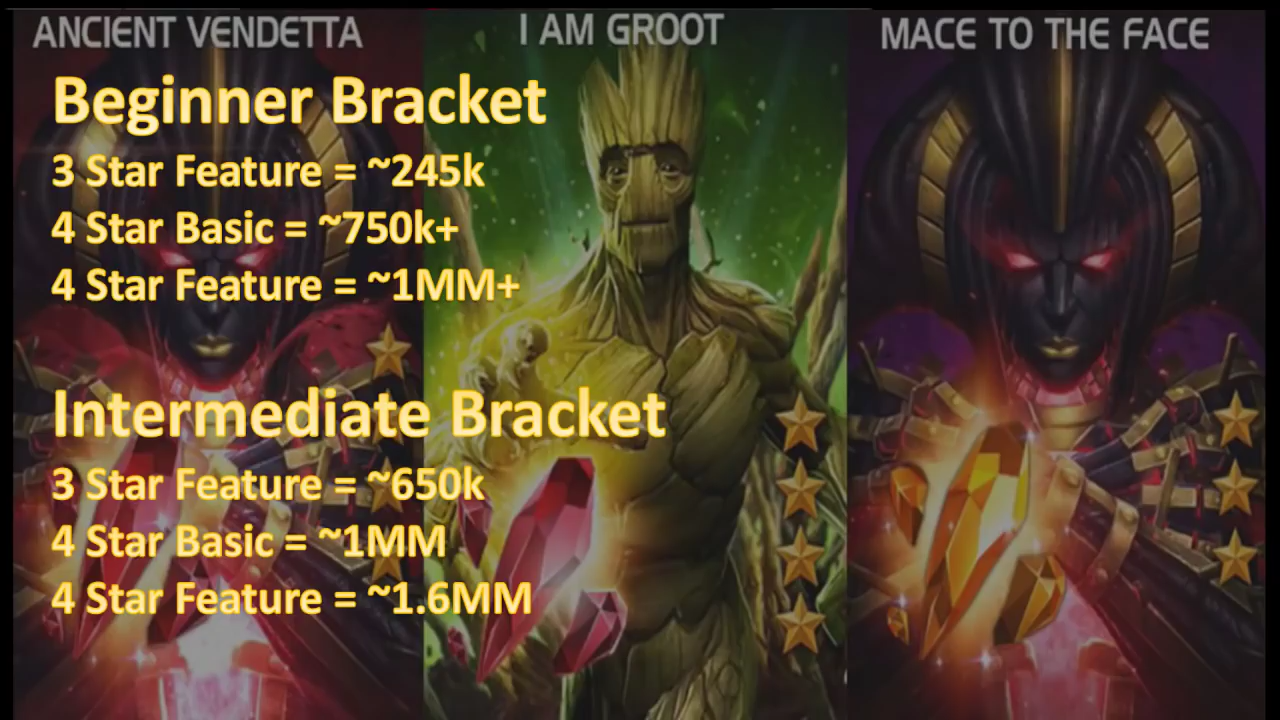 ANCIENT VENDETTA
I AM GROOT
MACE TO THE FACE
Beginner Bracket
3 Star Feature = ~245k
4 Star Basic = ~750k+
4 Star Feature = ~1MM+
Intermediate Bracket
3 Star Feature = ~650k
4 Star Basic = ~1MM
4 Star Feature = ~1.6MM